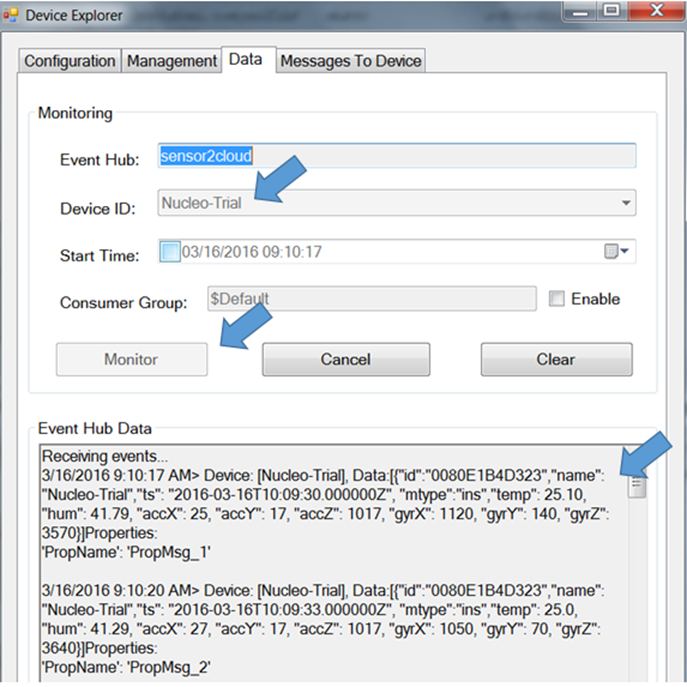 Device Explorer
Configuration Management Data Messages To Device
Monitoring
Event Hub: sensor2cloud
Device ID: Nucleo-Trial
Start Time: 03/16/2016 09:10:17
Consumer Group: $Default Enable
Monitor Cancel Clear
Event Hub Data
Receiving events...
3/16/2016 9:10:17 AM> Device: [Nucleo-Trial], Data:[{"id":"0080E1B4D323","name":
"Nucleo-Trial","ts": "2016-03-16T10:09:30.000000Z", "mtype":"ins","temp": 25.10,
"hum": 41.79, "accX": 25, "accY": 17, "accZ": 1017, "gyrX": 1120, "gyrY": 140, "gyrZ":
3570}]Properties:
'PropName': 'PropMsg_1'
3/16/2016 9:10:20 AM> Device: [Nucleo-Trial], Data:[{"id":"0080E1B4D323","name":
"Nucleo-Trial","ts": "2016-03-16T10:09:33.000000Z", "mtype":"ins","temp": 25.0,
"hum": 41.29, "accX": 27, "accY": 17, "accZ": 1017, "gyrX": 1050, "gyrY": 70, "gyrZ":
3640}]Properties:
'PropName': 'PropMsg_2'